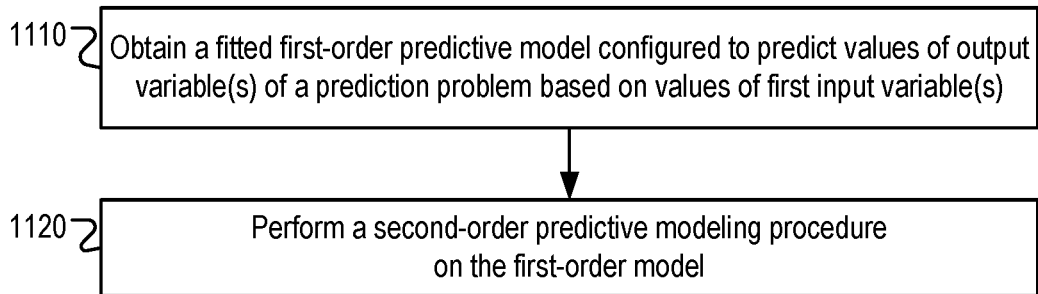 1110
Obtain a fitted first-order predictive model configured to predict values of output
variable(s) of a prediction problem based on values of first input variable(s)
1120
Perform a second-order predictive modeling procedure
on the first-order model